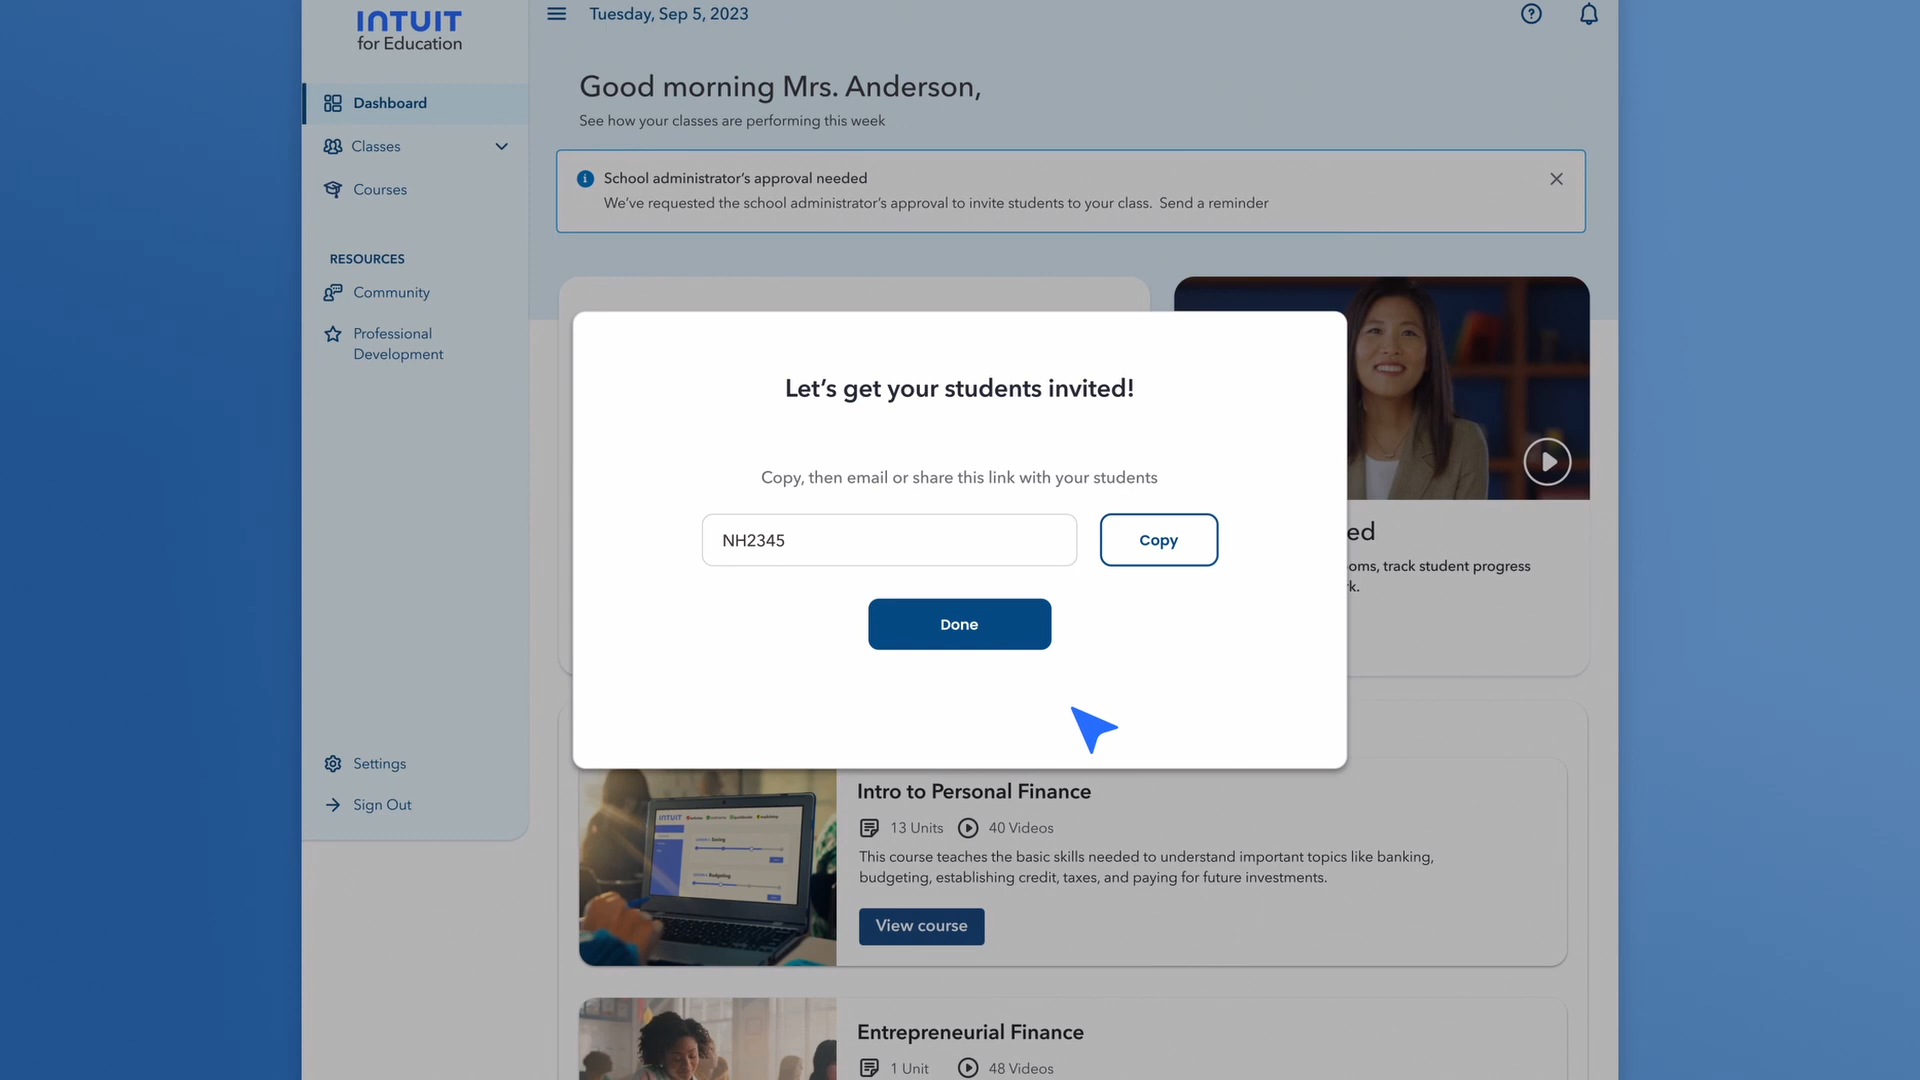 INTUIT
for Education
Tuesday, Sep 5, 2023
Dashboard
Classes
Courses
RESOURCES
Community
Professional
Development
Settings
Sign Out
Good morning Mrs. Anderson,
See how your classes are performing this week
School administrator's approval needed
We've requested the school administrator's approval to invite students to your class. Send a reminder
Let's get your students invited!
Copy, then email or share this link with your students
NH2345
Copy
Done
track student progress
Intro to Personal Finance
13 Units 40 Videos
This course teaches the basic skills needed to understand important topics like banking,
budgeting, establishing credit, taxes, and paying for future investments.
View course
INTUIT
Budgeting
Entrepreneurial Finance
1 Unit 48 Videos